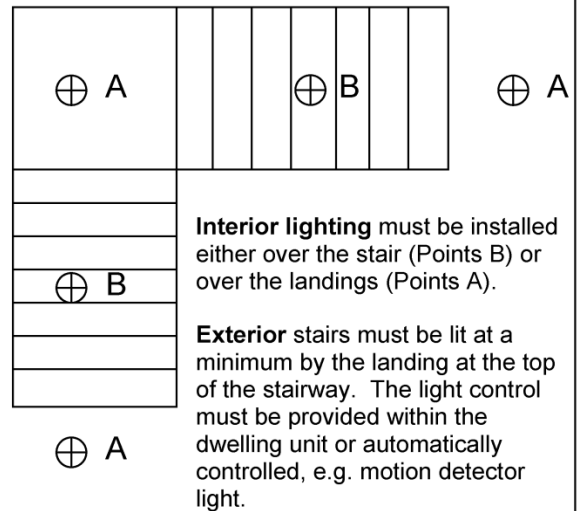 A
B
A
Interior lighting must be installed
either over the stair (Points B) or
over the landings (Points A).
B
Exterior stairs must be lit at a
minimum by the landing at the top
of the stairway. The light control
must be provided within the
dwelling unit or automatically
controlled, e.g. motion detector
light.
A